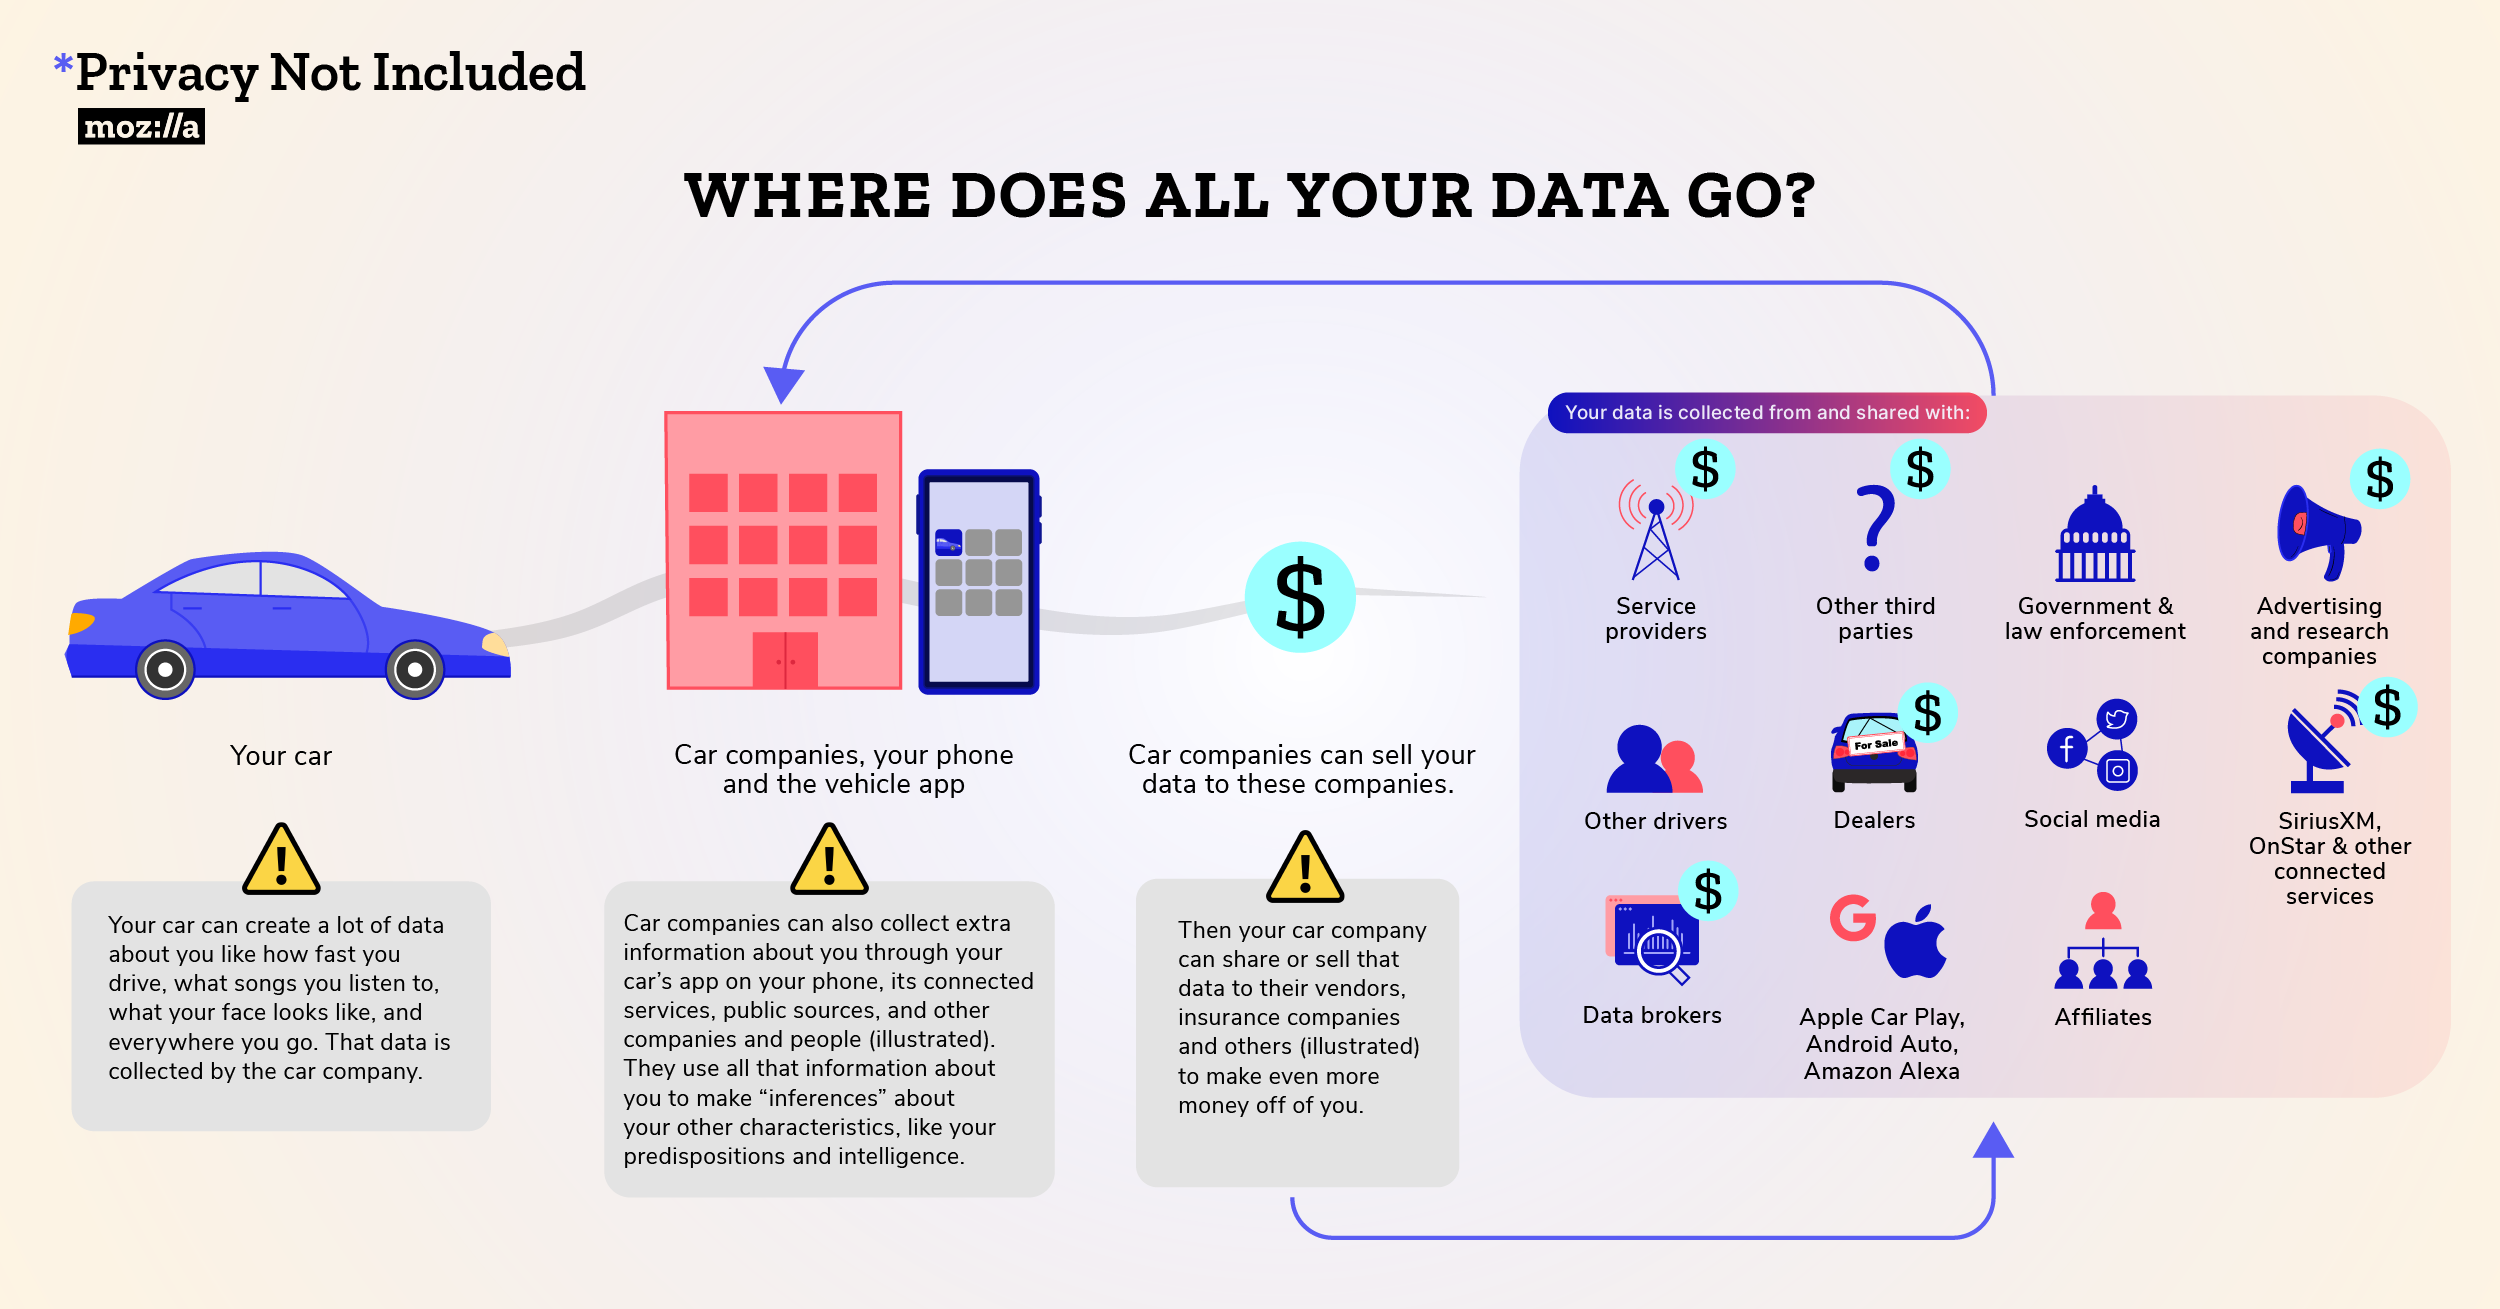 *Privacy Not Included
moz://a
WHERE DOES ALL YOUR DATA GO?
Your car
Your car can create a lot of data
about you like how fast you
drive, what songs you listen to,
what your face looks like, and
everywhere you go. That data is
collected by the car company.
Car companies, your phone
and the vehicle app
Car companies can also collect extra
information about you through your
car's app on your phone, its connected
services, public sources, and other
companies and people (illustrated).
They use all that information about
you to make “inferences” about
your other characteristics, like your
predispositions and intelligence.
$
Car companies can sell your
data to these companies.
Then your car company
can share or sell that
data to their vendors,
insurance companies
and others (illustrated)
to make even more
money off of you.
Your data is collected from and shared with:
$
Service
providers
$
Other third
parties
Government &
law enforcement
$
Advertising
and research
companies
Other drivers
$
For Sale
Dealers
Social media
$
SiriusXM,
OnStar & other
connected
services
$
Data brokers
Apple Car Play,
Android Auto,
Amazon Alexa
Affiliates